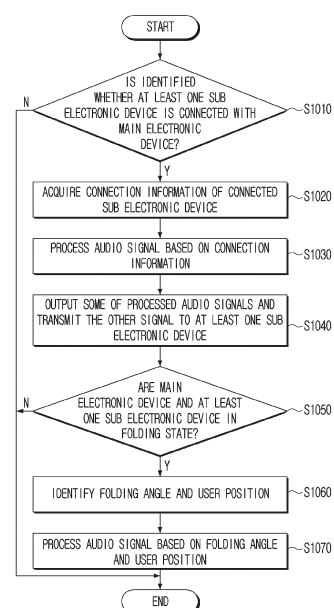 START
IS IDENTIFIED
WHETHER AT LEAST ONE SUB
ELECTRONIC DEVICE IS CONNECTED WITH
MAIN ELECTRONIC
DEVICE?
N
S1010
Y
ACQUIRE CONNECTION INFORMATION OF CONNECTED
SUB ELECTRONIC DEVICE
S1020
PROCESS AUDIO SIGNAL BASED ON CONNECTION
INFORMATION
S1030
OUTPUT SOME OF PROCESSED AUDIO SIGNALS AND
TRANSMIT THE OTHER SIGNAL TO AT LEAST ONE SUB
ELECTRONIC DEVICE
S1040
ARE MAIN
ELECTRONIC DEVICE AND AT LEAST
ONE SUB ELECTRONIC DEVICE IN
FOLDING STATE?
N
S1050
Y
IDENTIFY FOLDING ANGLE AND USER POSITION
S1060
PROCESS AUDIO SIGNAL BASED ON FOLDING ANGLE
AND USER POSITION
S1070
END